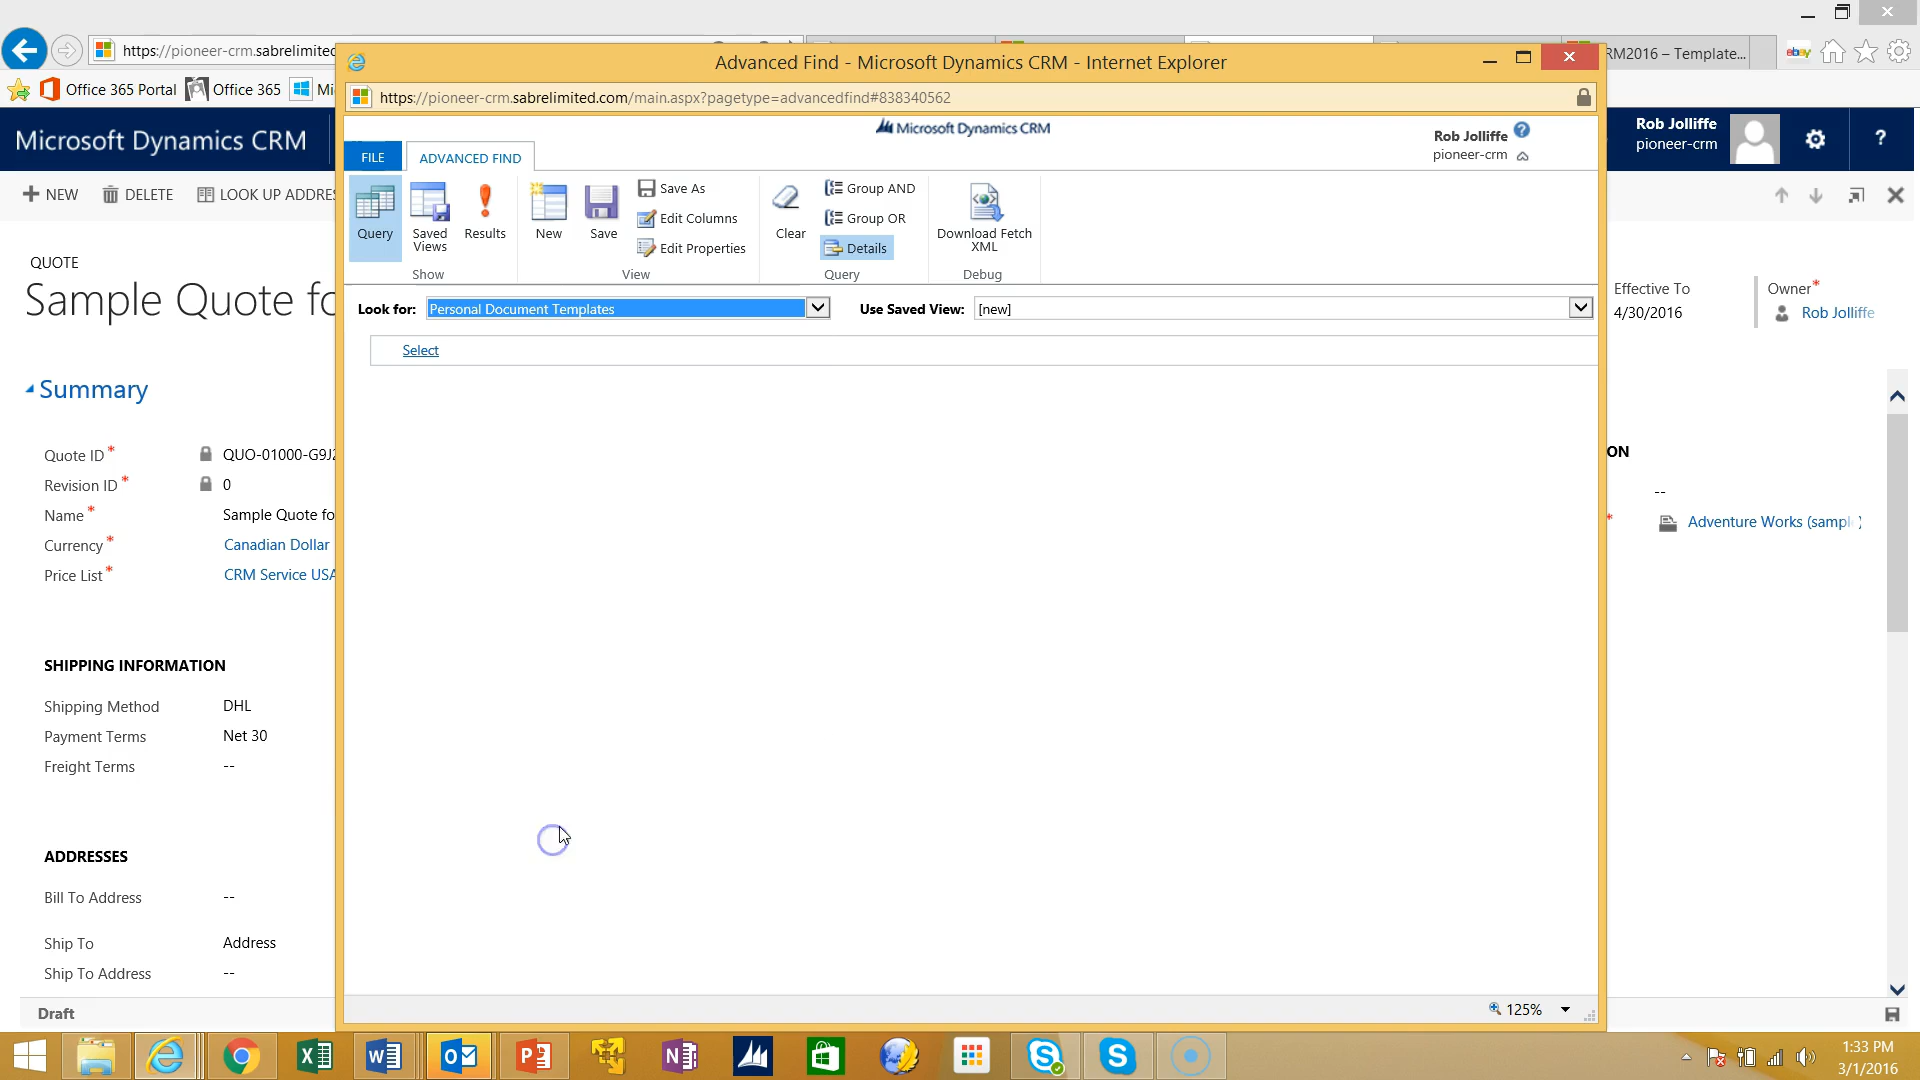 https://pioneer-crm.sabrelimited
Office 365 Portal
Office 365
RM2016 – Template...
ebay
Microsoft Dynamics CRM
Rob Jolliffe
pioneer-crm
?
NEW
DELETE
LOOK UP ADDRE
QUOTE
Sample Quote fo
Effective To
4/30/2016
Owner*
Rob Jolliffe
Summary
Quote ID*
QUO-01000-G9J
Revision ID*
0
Name*
Sample Quote fo
Currency*
Canadian Dollar
Price List*
CRM Service USA
ON
--
*
Adventure Works (sampl )
SHIPPING INFORMATION
Shipping Method
DHL
Payment Terms
Net 30
Freight Terms
--
ADDRESSES
Bill To Address
--
Ship To
Address
Ship To Address
--
Draft
Advanced Find - Microsoft Dynamics CRM - Internet Explorer
https://pioneer-crm.sabrelimited.com/main.aspx?pagetype=advancedfind#838340562
Microsoft Dynamics CRM
Rob Jolliffe
pioneer-crm
FILE
ADVANCED FIND
Query
Saved Views
Results
Show
New
Save
Save As
Edit Columns
Edit Properties
View
Clear
Group AND
Group OR
Details
Query
Download Fetch XML
Debug
Look for:
Personal Document Templates
Use Saved View:
[new]
Select
125%
1:33 PM
3/1/2016